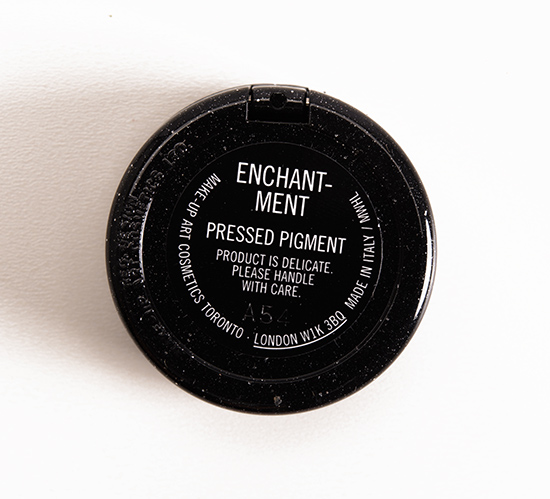 ENCHANT-
MENT
PRESSED PIGMENT
PRODUCT IS DELICATE.
PLEASE HANDLE
WITH CARE.
A54
MAKE-UP ART COSMETICS TORONTO · LONDON W1K 3BQ MADE IN ITALY / MWHL